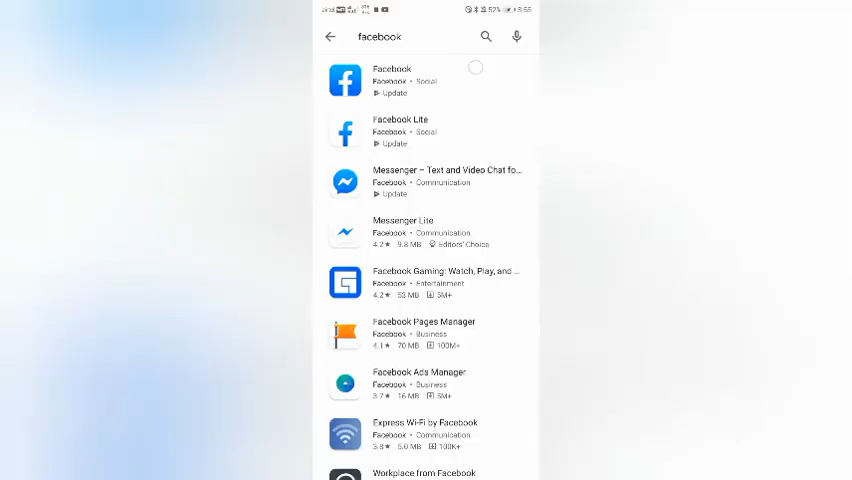 airtel
52% 3:55
facebook
Facebook
Facebook • Social
Update
Facebook Lite
Facebook • Social
Update
Messenger – Text and Video Chat fo...
Facebook • Communication
Update
Messenger Lite
Facebook • Communication
4.2★ 9.8 MB Editors' Choice
Facebook Gaming: Watch, Play, and ...
Facebook • Entertainment
4.2★ 53 MB 5M+
Facebook Pages Manager
Facebook • Business
4.1★ 70 MB 100M+
Facebook Ads Manager
Facebook • Business
3.7★ 16 MB 5M+
Express Wi-Fi by Facebook
Facebook • Communication
3.8★ 5.0 MB 100K+
Workplace from Facebook